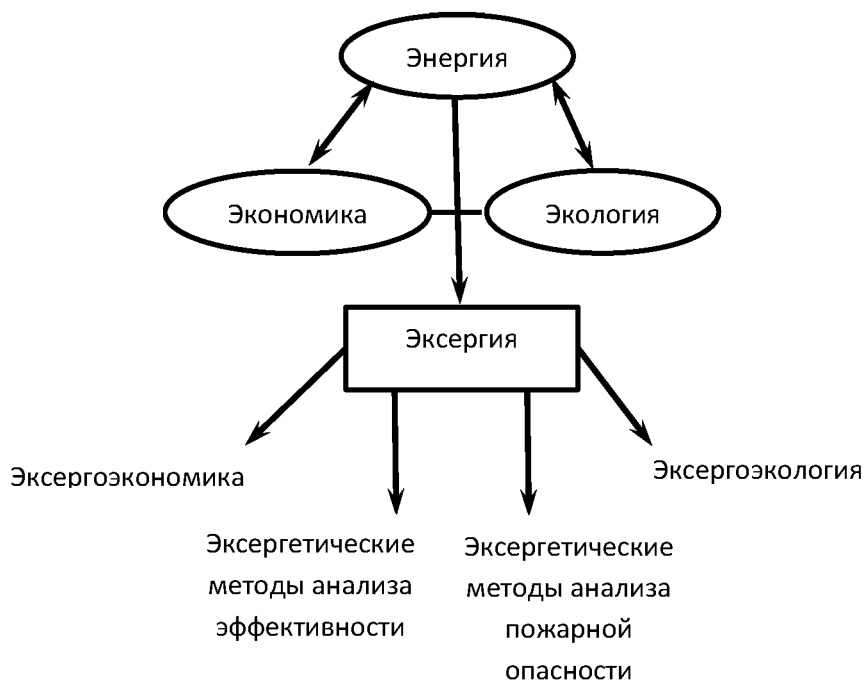 Энергия
Экономика
Экология
Эксергия
Эксергоэкономика
Эксергоэкология
Эксергетические
методы анализа
эффективности
Эксергетические
методы анализа
пожарной
опасности